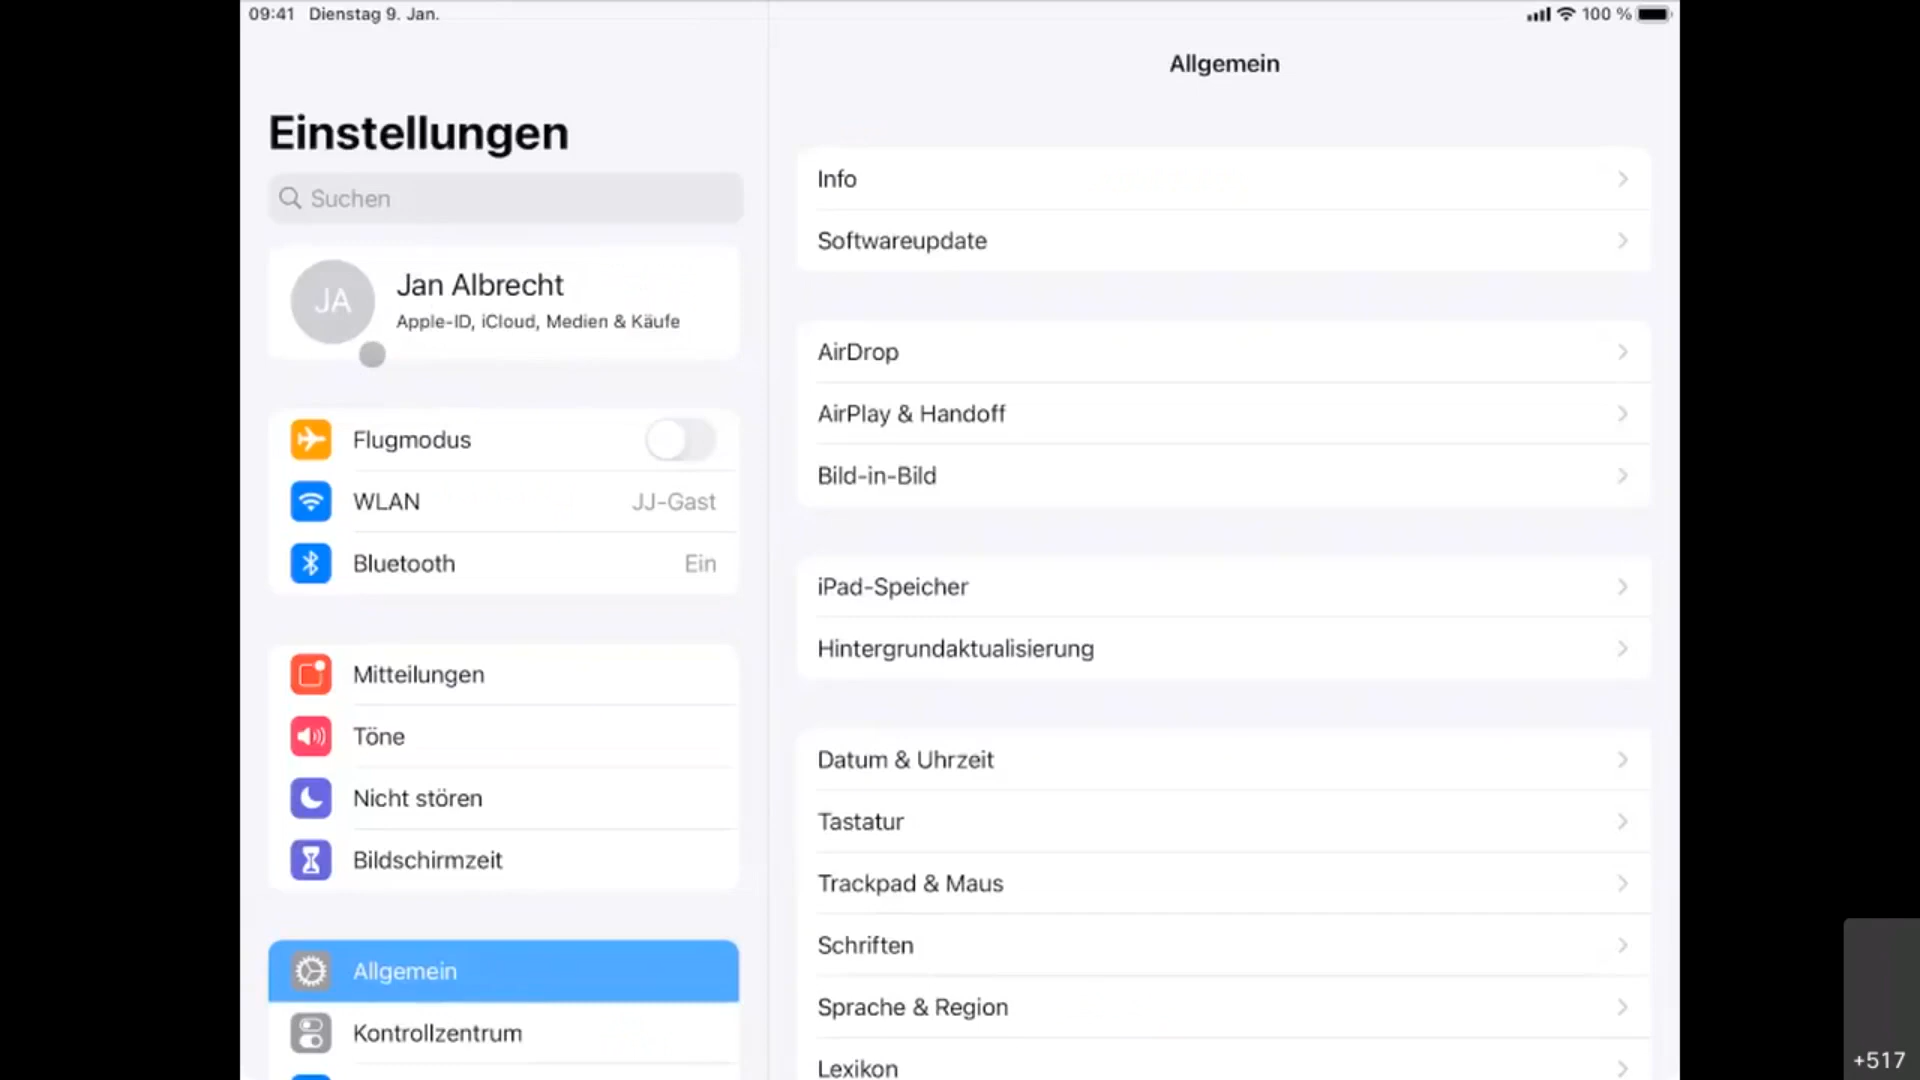 09:41 Dienstag 9. Jan.
100 %
Einstellungen
Suchen
JA
Jan Albrecht
Apple-ID, iCloud, Medien & Käufe
Flugmodus
WLAN JJ-Gast
Bluetooth Ein
Mitteilungen
Töne
Nicht stören
Bildschirmzeit
Allgemein
Kontrollzentrum
Allgemein
Info
Softwareupdate
AirDrop
AirPlay & Handoff
Bild-in-Bild
iPad-Speicher
Hintergrundaktualisierung
Datum & Uhrzeit
Tastatur
Trackpad & Maus
Schriften
Sprache & Region
Lexikon
+517